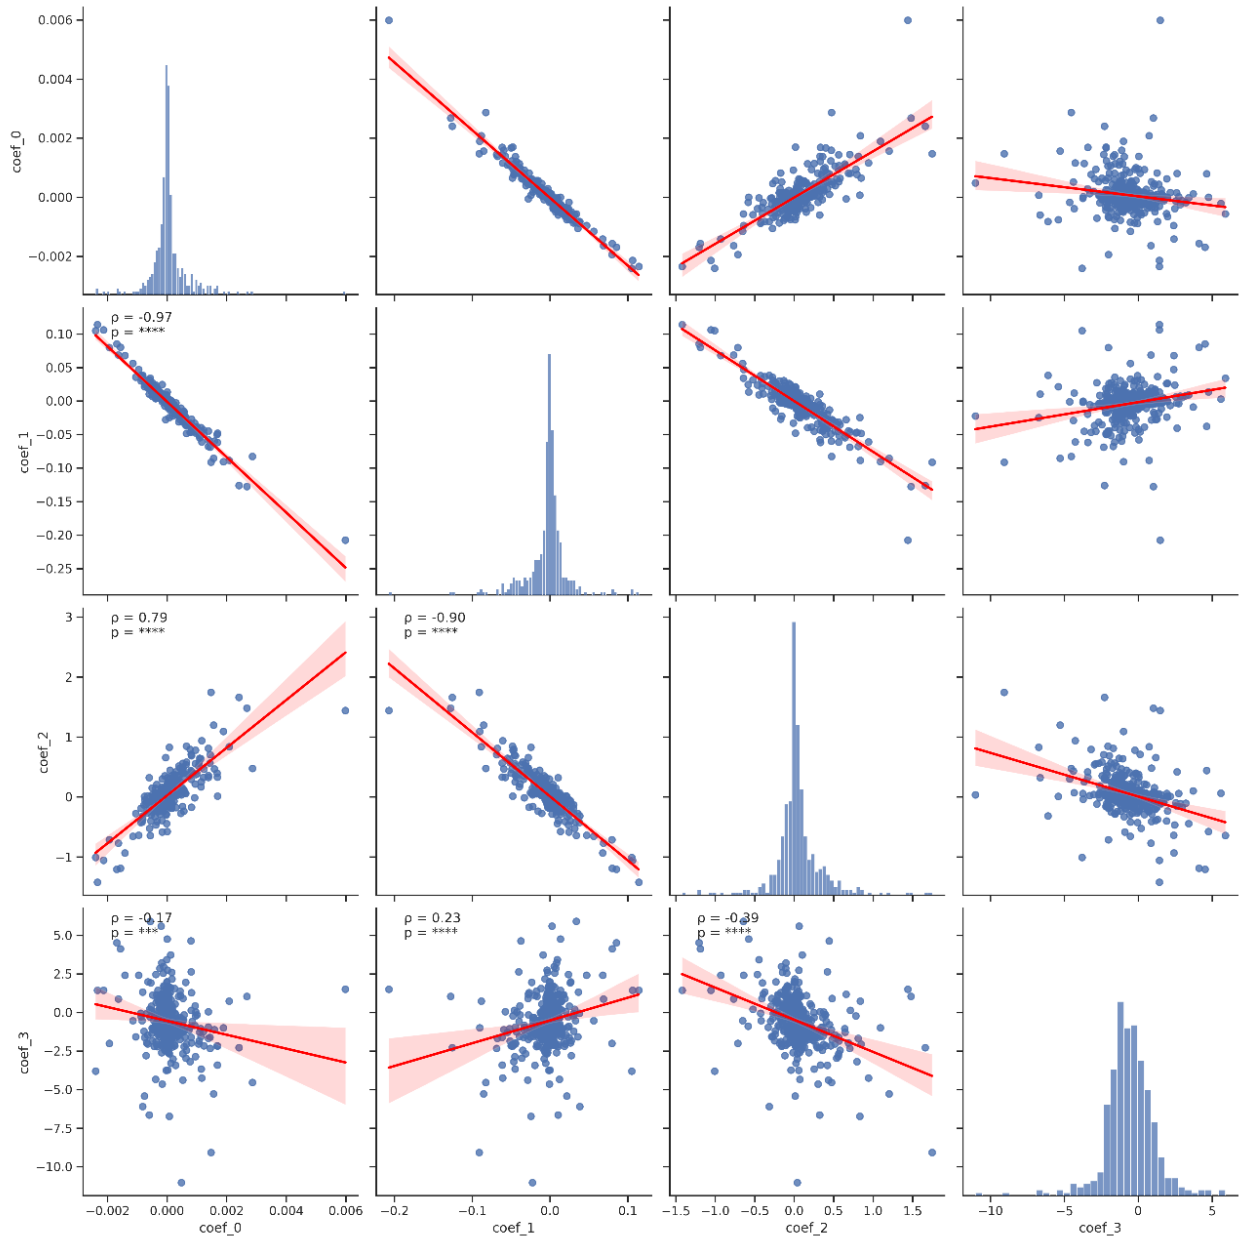 0.006
0.004
0.002
0.000
−0.002
coef_0
ρ = -0.97
p = ****
0.10
0.05
0.00
−0.05
−0.10
−0.15
−0.20
−0.25
coef_1
ρ = 0.79
p = ****
ρ = -0.90
p = ****
3
2
1
0
−1
coef_2
ρ = -0.17
p = ***
ρ = 0.23
p = ****
ρ = -0.39
p = ****
5.0
2.5
0.0
−2.5
−5.0
−7.5
−10.0
coef_3
−0.002 0.000 0.002 0.004 0.006
−0.2 −0.1 0.0 0.1
−1.5 −1.0 −0.5 0.0 0.5 1.0 1.5
−10 −5 0 5
coef_0 coef_1 coef_2 coef_3